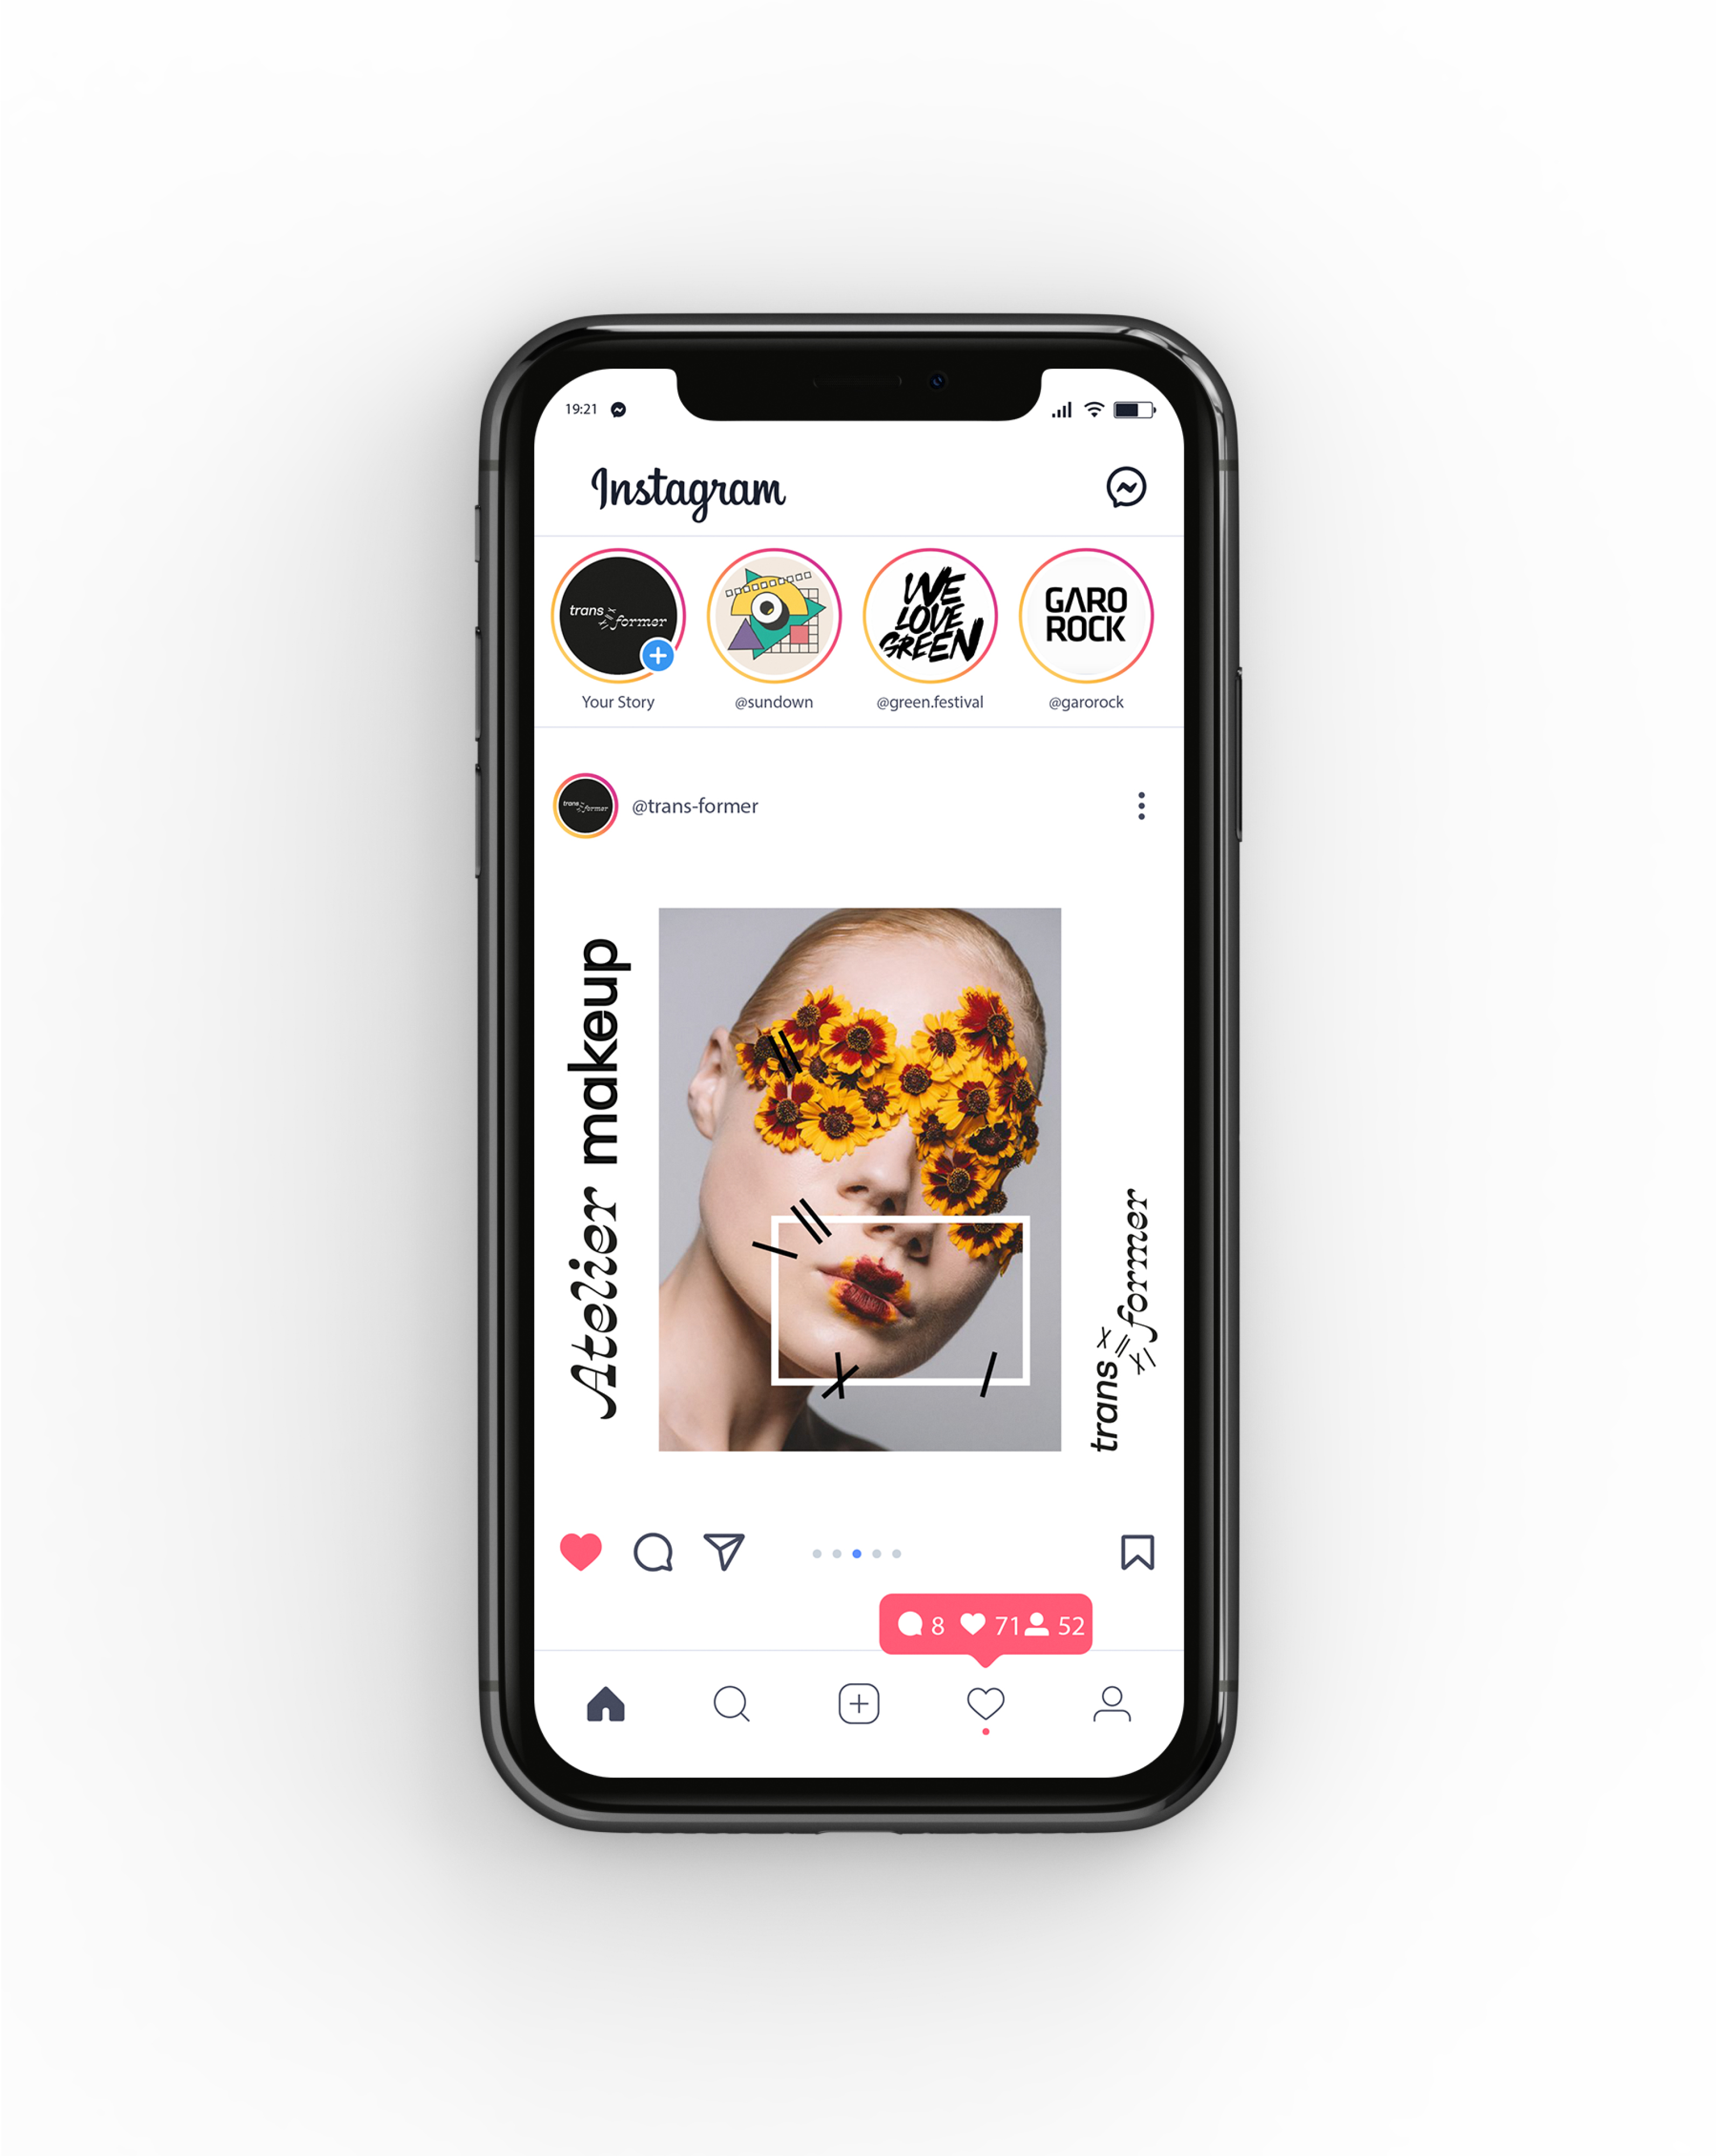 19:21
Instagram
trans former
WE
LOVE
GREEN
GARO
ROCK
Your Story
@sundown
@green.festival
@garorock
trans former
@trans-former
Atelier makeup
trans former
8 71 52